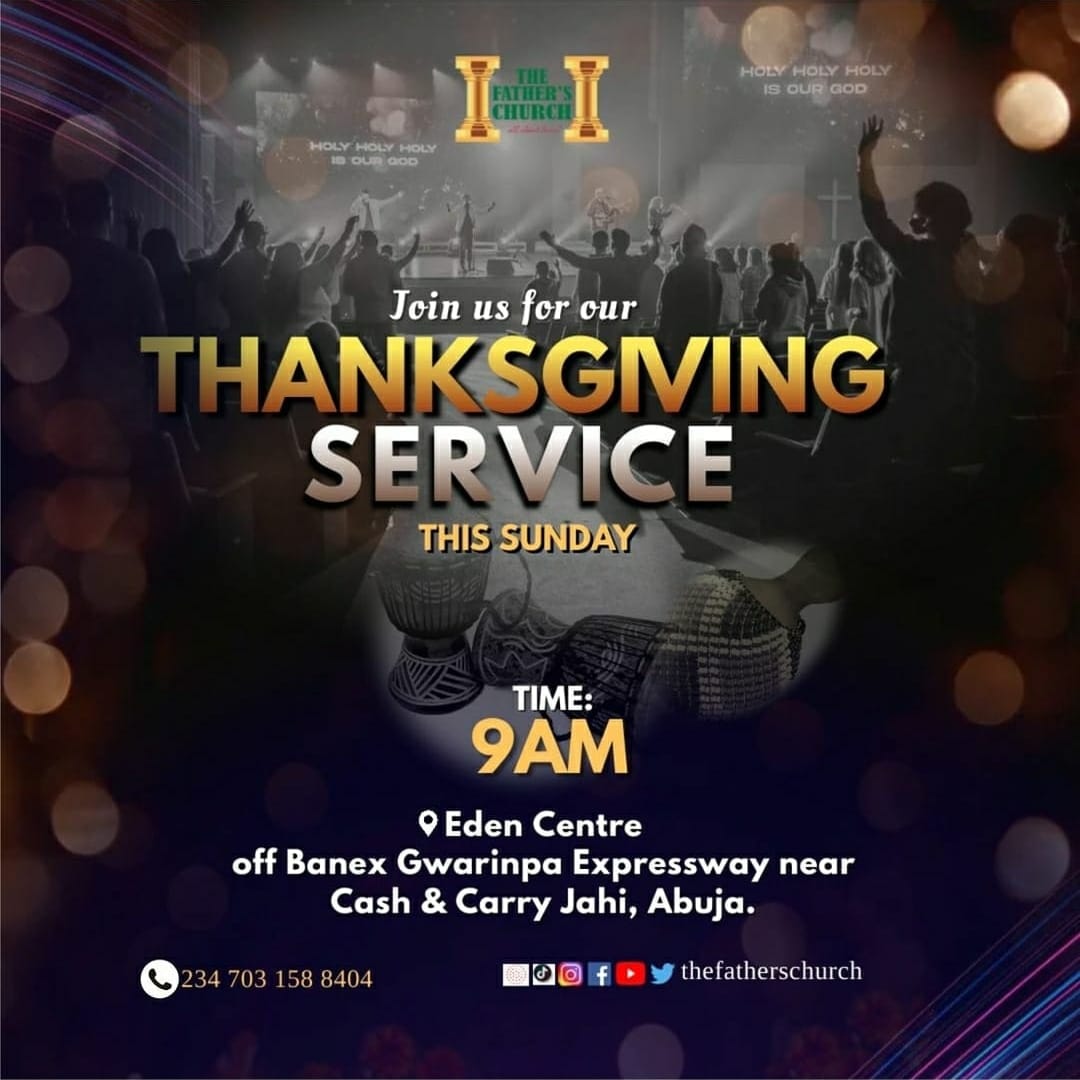 THE
FATHER'S
CHURCH
HOLY HOLY HOLY
IS OUR GOD
HOLY HOLY HOLY
IS OUR GOD
Join us for our
THANKSGIVING
SERVICE
THIS SUNDAY
TIME:
9AM
Eden Centre
off Banex Gwarinpa Expressway near
Cash & Carry Jahi, Abuja.
234 703 158 8404
thefatherschurch